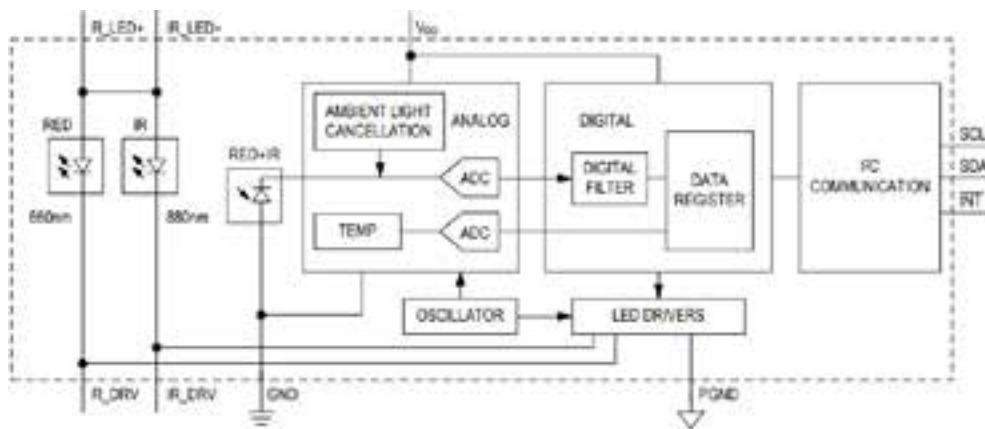 R_LED+
IR_LED+
VDD
RED
IR
660nm
880nm
RED+IR
AMBIENT LIGHT
CANCELLATION
ANALOG
ADC
TEMP
ADC
OSCILLATOR
DIGITAL
DIGITAL
FILTER
DATA
REGISTER
LED DRIVERS
I²C
COMMUNICATION
SCL
SDA
INT
R_DRV
IR_DRV
GND
PGND